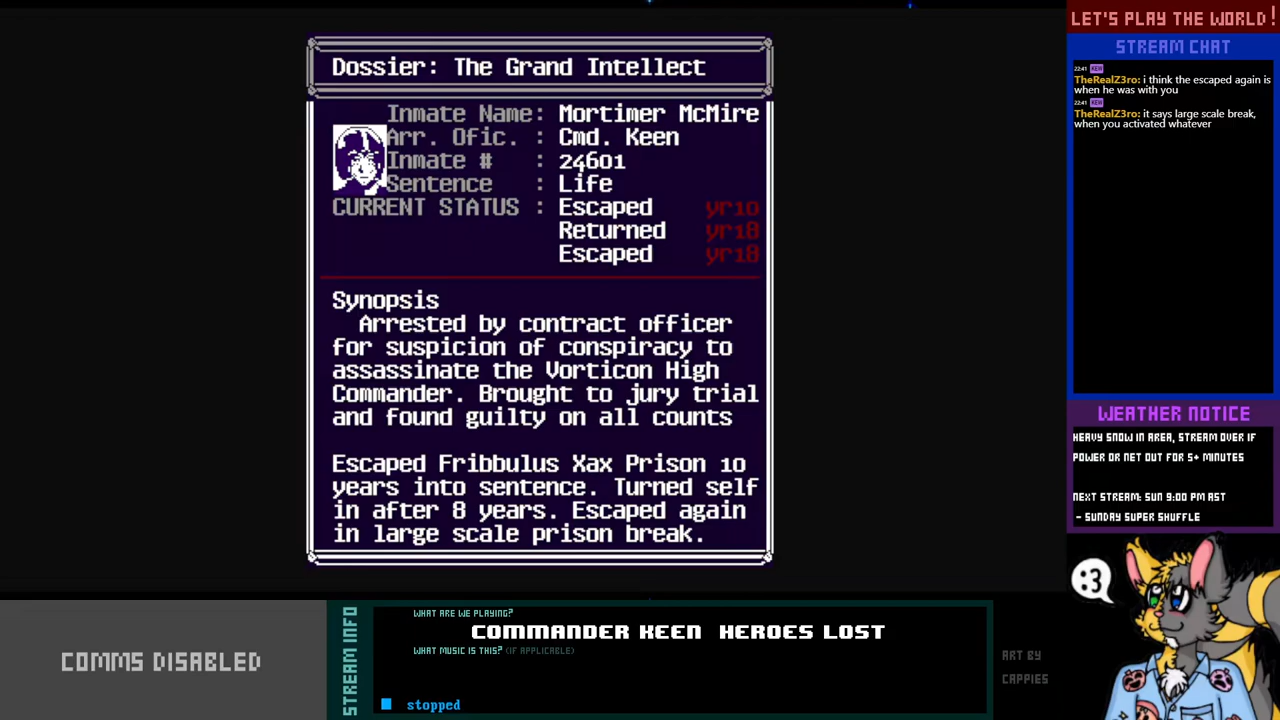 Dossier: The Grand Intellect
Inmate Name: Mortimer McMire
Arr. Ofic. : Cmd. Keen
Inmate # : 24601
Sentence : Life
CURRENT STATUS : Escaped yr10
Returned yr18
Escaped yr18
Synopsis
Arrested by contract officer
for suspicion of conspiracy to
assassinate the Vorticon High
Commander. Brought to jury trial
and found guilty on all counts
Escaped Fribbulus Xax Prison 10
years into sentence. Turned self
in after 8 years. Escaped again
in large scale prison break.
LET'S PLAY THE WORLD!
STREAM CHAT
22:41 KEW
TheRealZ3ro: i think the escaped again is
when he was with you
22:41 KEW
TheRealZ3ro: it says large scale break,
when you activated whatever
WEATHER NOTICE
HEAVY SNOW IN AREA, STREAM OVER IF
POWER OR NET OUT FOR 5+ MINUTES
NEXT STREAM: SUN 9:00 PM AST
- SUNDAY SUPER SHUFFLE
:3
COMMS DISABLED
STREAM INFO
WHAT ARE WE PLAYING?
COMMANDER KEEN HEROES LOST
WHAT MUSIC IS THIS? (IF APPLICABLE)
stopped
ART BY
CAPPIES